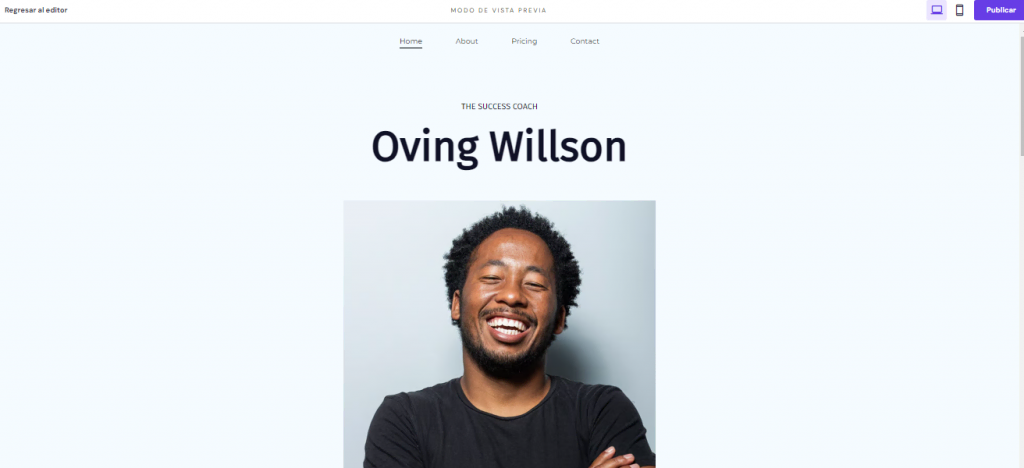 Regresar al editor
MODO DE VISTA PREVIA
Publicar
Home
About
Pricing
Contact
THE SUCCESS COACH
Oving Willson